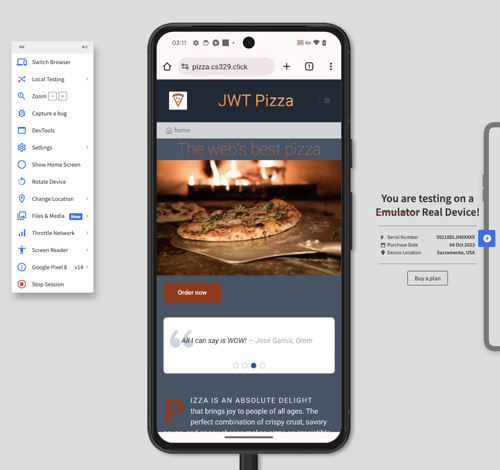 Switch Browser
Local Testing
Zoom
Capture a bug
DevTools
Settings
Show Home Screen
Rotate Device
Change Location
Files & Media New
Throttle Network
Screen Reader
Google Pixel 8 v14
Stop Session
03:11
pizza.cs329.click
1
JWT Pizza
home
The web's best pizza
Order now
All I can say is WOW! — José García, Orem
PIZZA IS AN ABSOLUTE DELIGHT
that brings joy to people of all ages. The
perfect combination of crispy crust, savory
You are testing on a
Emulator Real Device!
Serial Number
Purchase Date 04 Oct 2023
Device Location Sacramento, USA
Buy a plan